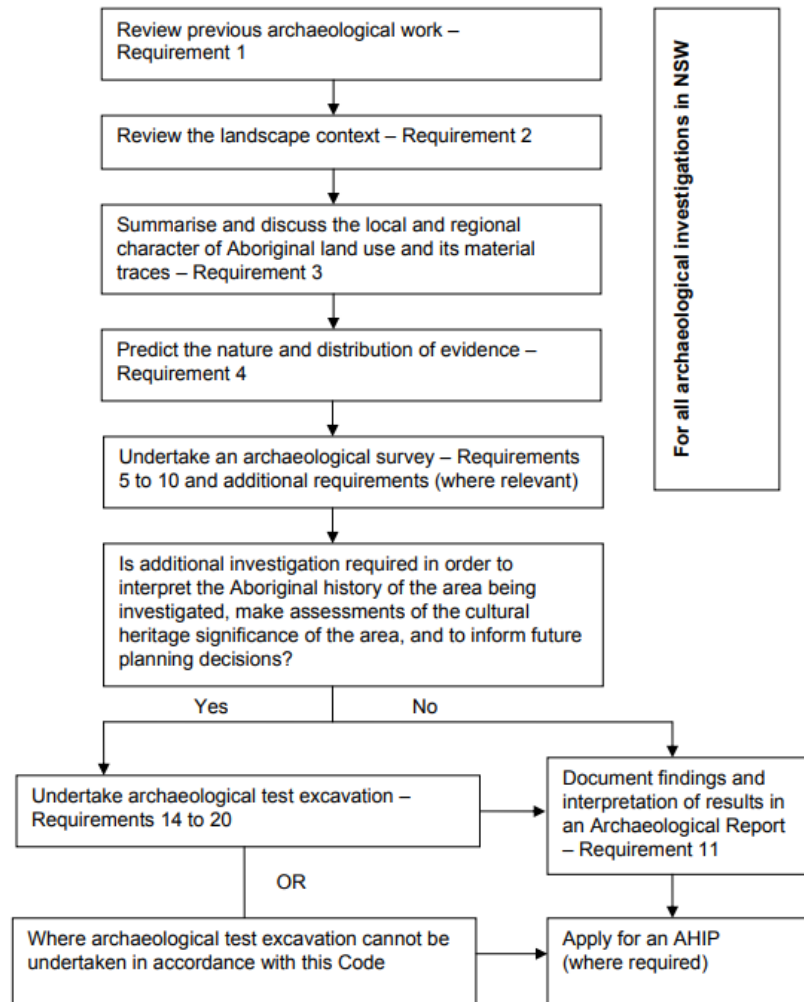 Review previous archaeological work –
Requirement 1
For all archaeological investigations in NSW
Review the landscape context – Requirement 2
Summarise and discuss the local and regional
character of Aboriginal land use and its material
traces – Requirement 3
Predict the nature and distribution of evidence –
Requirement 4
Undertake an archaeological survey – Requirements
5 to 10 and additional requirements (where relevant)
Is additional investigation required in order to
interpret the Aboriginal history of the area being
investigated, make assessments of the cultural
heritage significance of the area, and to inform future
planning decisions?
Yes
No
Undertake archaeological test excavation –
Requirements 14 to 20
Document findings and
interpretation of results in
an Archaeological Report
– Requirement 11
OR
Where archaeological test excavation cannot be
undertaken in accordance with this Code
Apply for an AHIP
(where required)